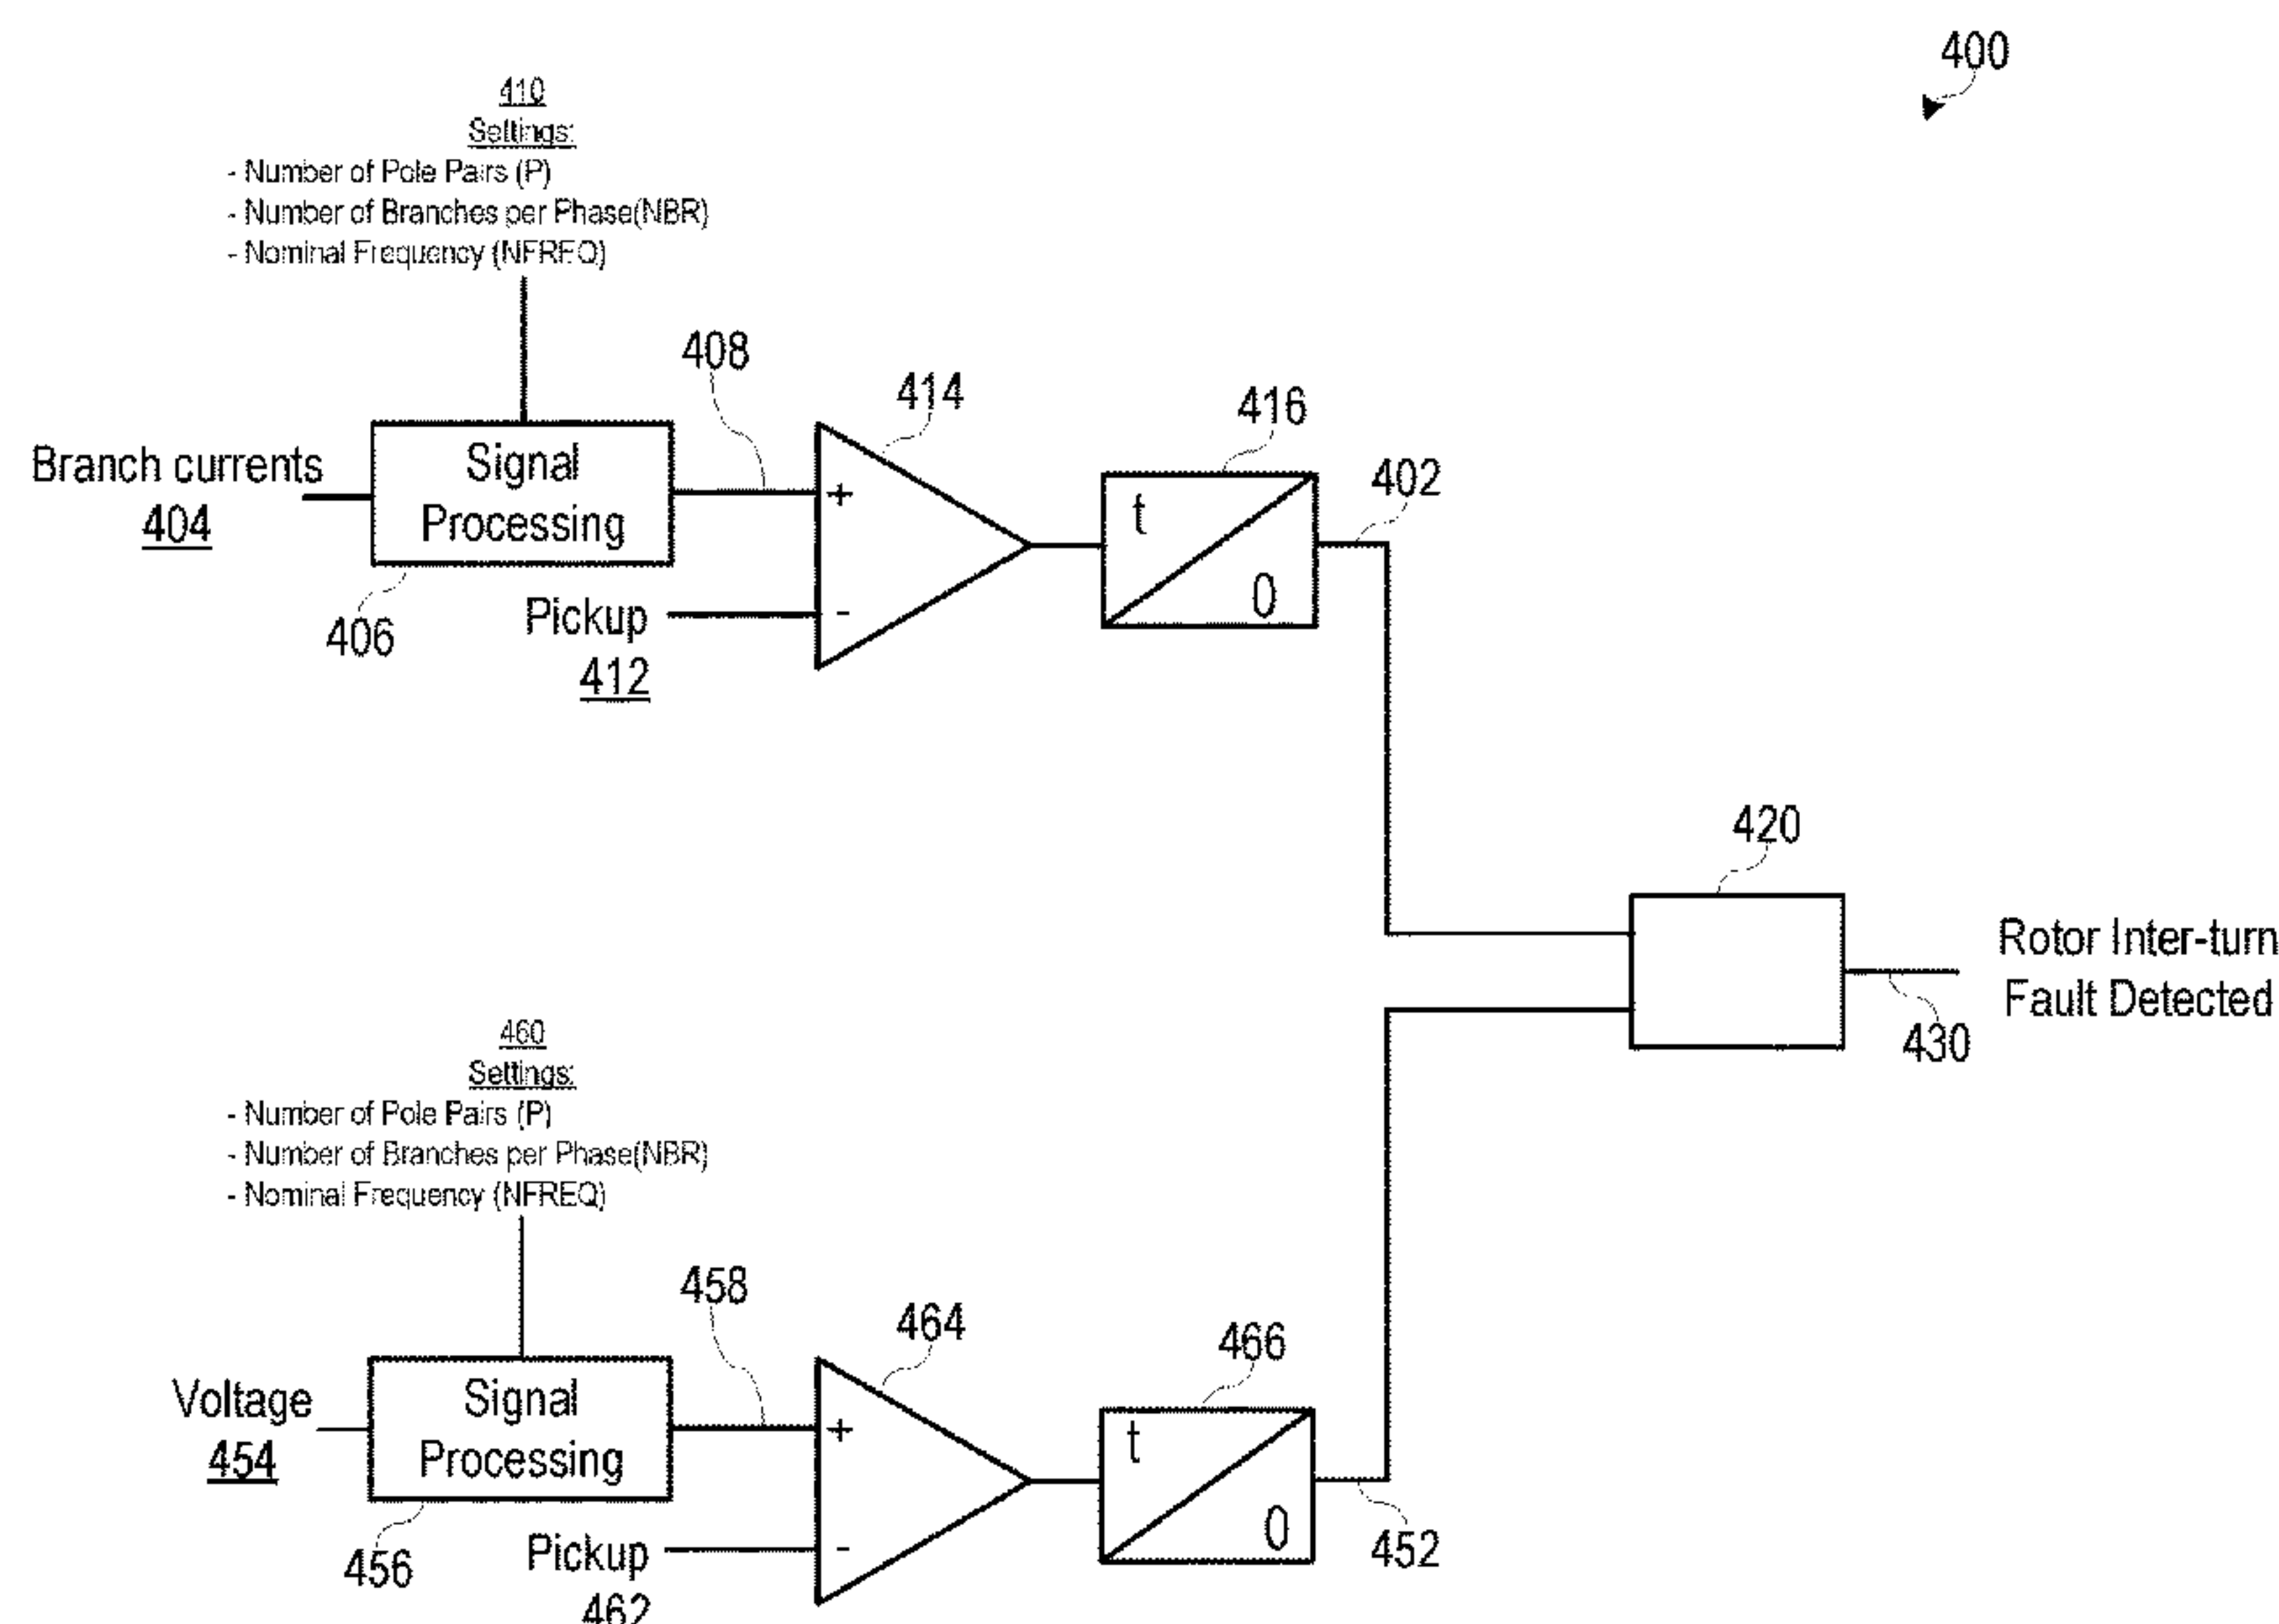 400
410
Settings:
- Number of Pole Pairs (P)
- Number of Branches per Phase(NBR)
- Nominal Frequency (NFREQ)
408
414
416
402
Branch currents
404
Signal
Processing
406
+
-
Pickup
412
t
0
420
Rotor Inter-turn
Fault Detected
430
460
Settings:
- Number of Pole Pairs (P)
- Number of Branches per Phase(NBR)
- Nominal Frequency (NFREQ)
458
464
466
Voltage
454
Signal
Processing
456
+
-
Pickup
462
t
0
452